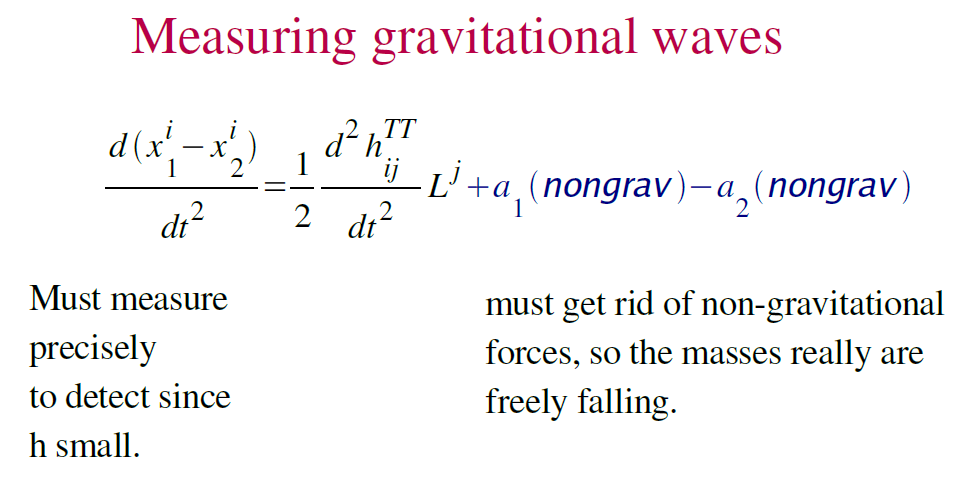 Measuring gravitational waves
\frac{d(x_1^i - x_2^i)}{dt^2} = \frac{1}{2} \frac{d^2 h_{ij}^{TT}}{dt^2} L^j + a_1(nongrav) - a_2(nongrav)
Must measure
precisely
to detect since
h small.
must get rid of non-gravitational
forces, so the masses really are
freely falling.